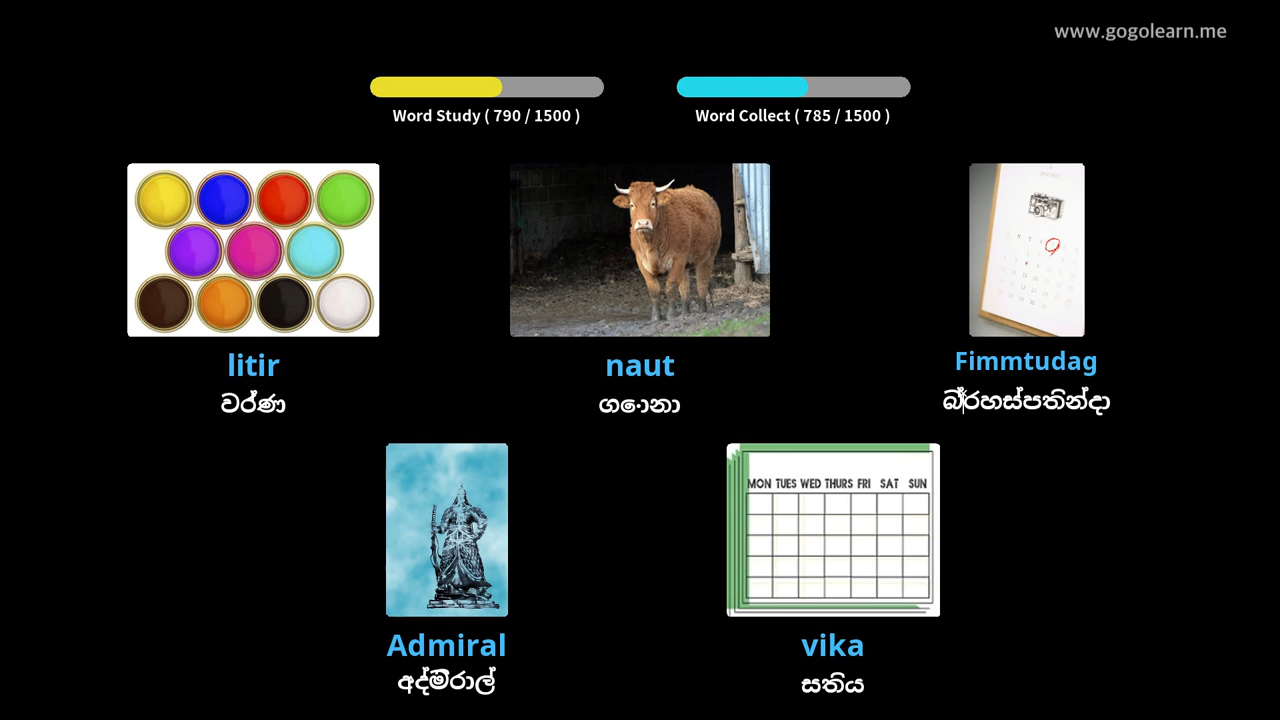 www.gogolearn.me
Word Study ( 790 / 1500 )
Word Collect ( 785 / 1500 )
litir
naut
Fimmtudag
වර්ණ
ගොනා
බ්‍රහස්පතින්දා
Admiral
vika
අද්මිරාල්
සතිය
MON TUES WED THURS FRI SAT SUN